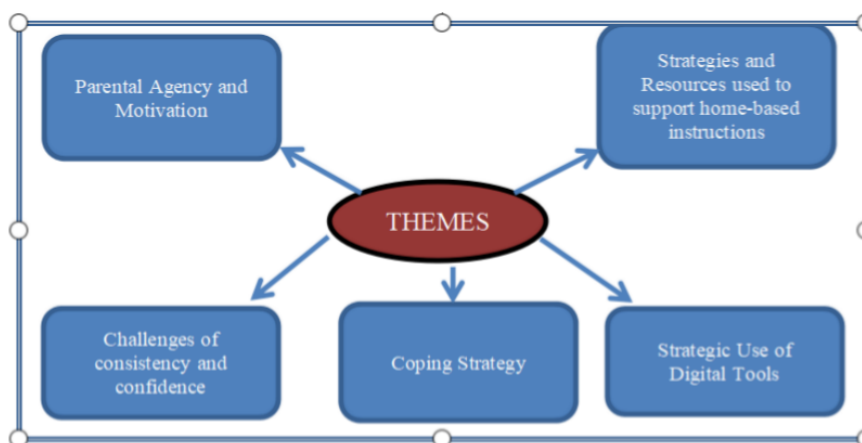 Parental Agency and
Motivation
Strategies and
Resources used to
support home-based
instructions
THEMES
Challenges of
consistency and
confidence
Coping Strategy
Strategic Use of
Digital Tools